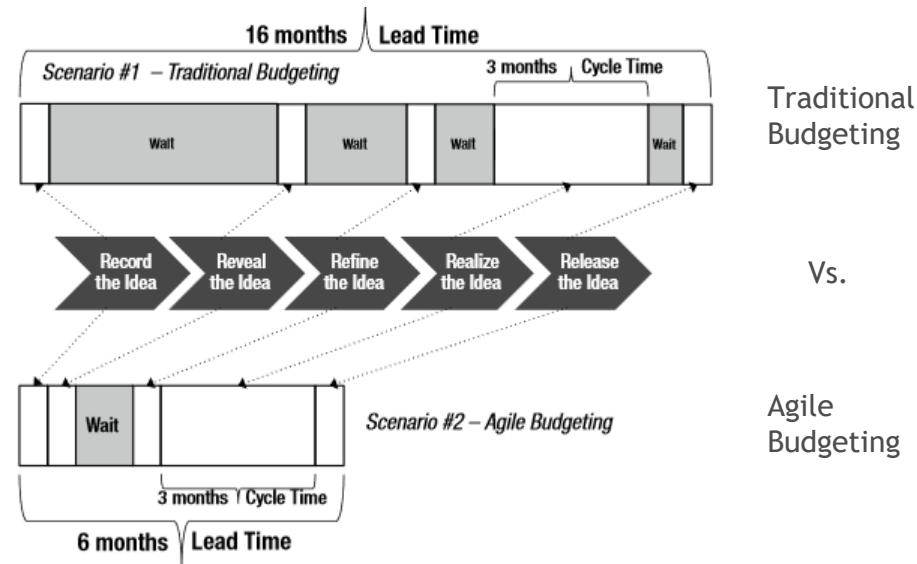 16 months Lead Time
Scenario #1 – Traditional Budgeting
3 months Cycle Time
Traditional
Budgeting
Wait
Wait
Wait
Wait
Record
the Idea
Reveal
the Idea
Refine
the Idea
Realize
the Idea
Release
the Idea
Vs.
Wait
Scenario #2 – Agile Budgeting
Agile
Budgeting
3 months Cycle Time
6 months Lead Time